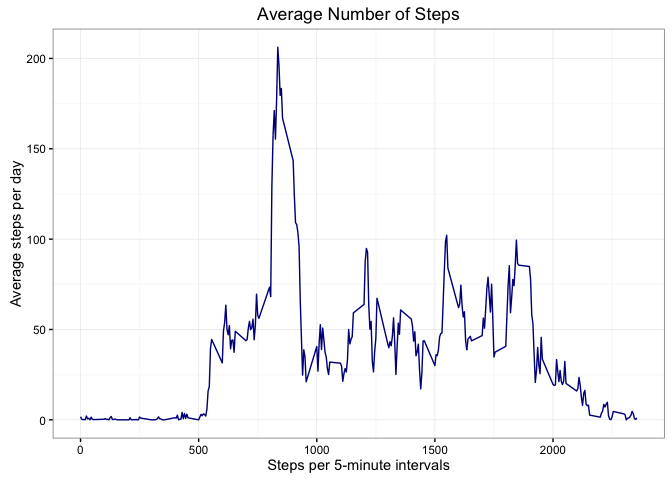 Average Number of Steps
Average steps per day
200
150
100
50
0
0 500 1000 1500 2000
Steps per 5-minute intervals